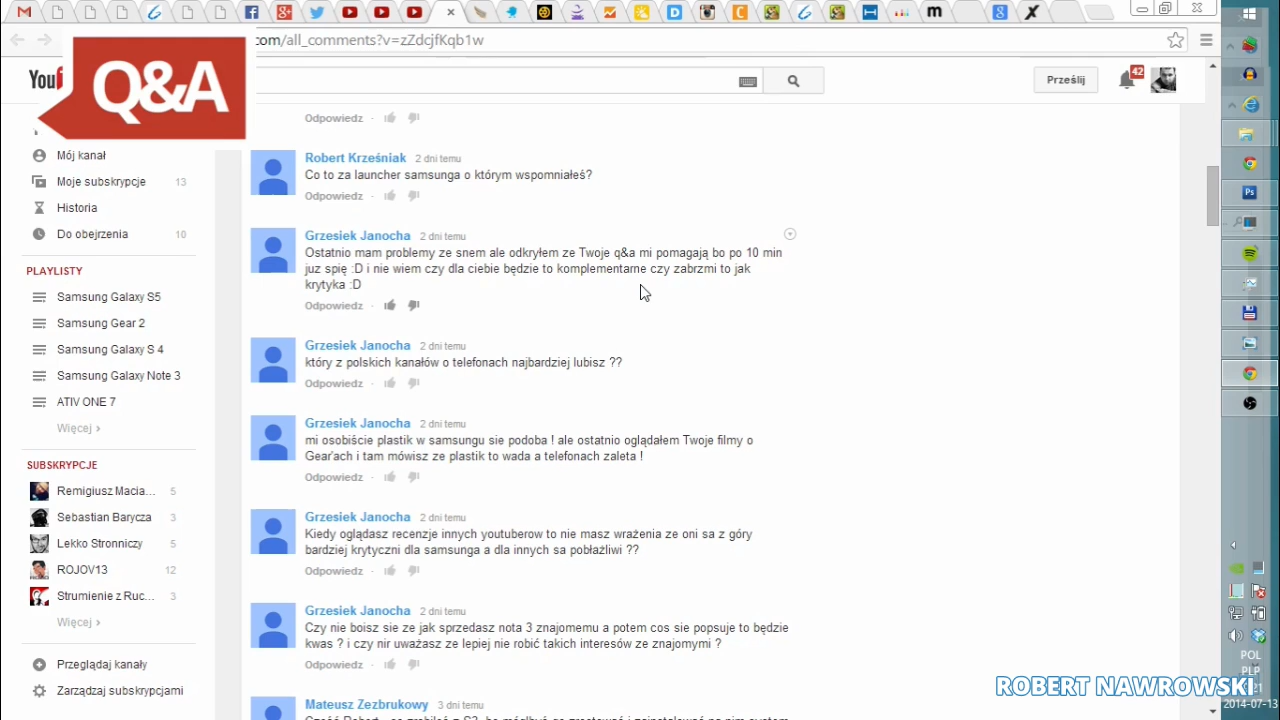 com/all_comments?v=zZdcjfKqb1w
You
Q&A
Prześlij
42
Odpowiedz
Mój kanał
Moje subskrypcje 13
Historia
Do obejrzenia 10
PLAYLISTY
Samsung Galaxy S5
Samsung Gear 2
Samsung Galaxy S 4
Samsung Galaxy Note 3
ATIV ONE 7
Więcej ›
SUBSKRYPCJE
Remigiusz Macia... 5
Sebastian Barycza 3
Lekko Stronniczy 5
ROJOV13 12
Strumienie z Ruc... 3
Więcej ›
Przeglądaj kanały
Zarządzaj subskrypcjami
Robert Krześniak 2 dni temu
Co to za launcher samsunga o którym wspomniałeś?
Odpowiedz
Grzesiek Janocha 2 dni temu
Ostatnio mam problemy ze snem ale odkryłem ze Twoje q&a mi pomagają bo po 10 min
juz spię :D i nie wiem czy dla ciebie będzie to komplementarne czy zabrzmi to jak
krytyka :D
Odpowiedz
Grzesiek Janocha 2 dni temu
który z polskich kanałów o telefonach najbardziej lubisz ??
Odpowiedz
Grzesiek Janocha 2 dni temu
mi osobiście plastik w samsungu sie podoba ! ale ostatnio oglądałem Twoje filmy o
Gear'ach i tam mówisz ze plastik to wada a telefonach zaleta !
Odpowiedz
Grzesiek Janocha 2 dni temu
Kiedy oglądasz recenzje innych youtuberow to nie masz wrażenia ze oni sa z góry
bardziej krytyczni dla samsunga a dla innych sa pobłażliwi ??
Odpowiedz
Grzesiek Janocha 2 dni temu
Czy nie boisz sie ze jak sprzedasz nota 3 znajomemu a potem cos sie popsuje to będzie
kwas ? i czy nir uważasz ze lepiej nie robić takich interesów ze znajomymi ?
Odpowiedz
Mateusz Zezbrukowy 3 dni temu
POL
PLP
ROBERT NAWROWSKI
2014-07-13